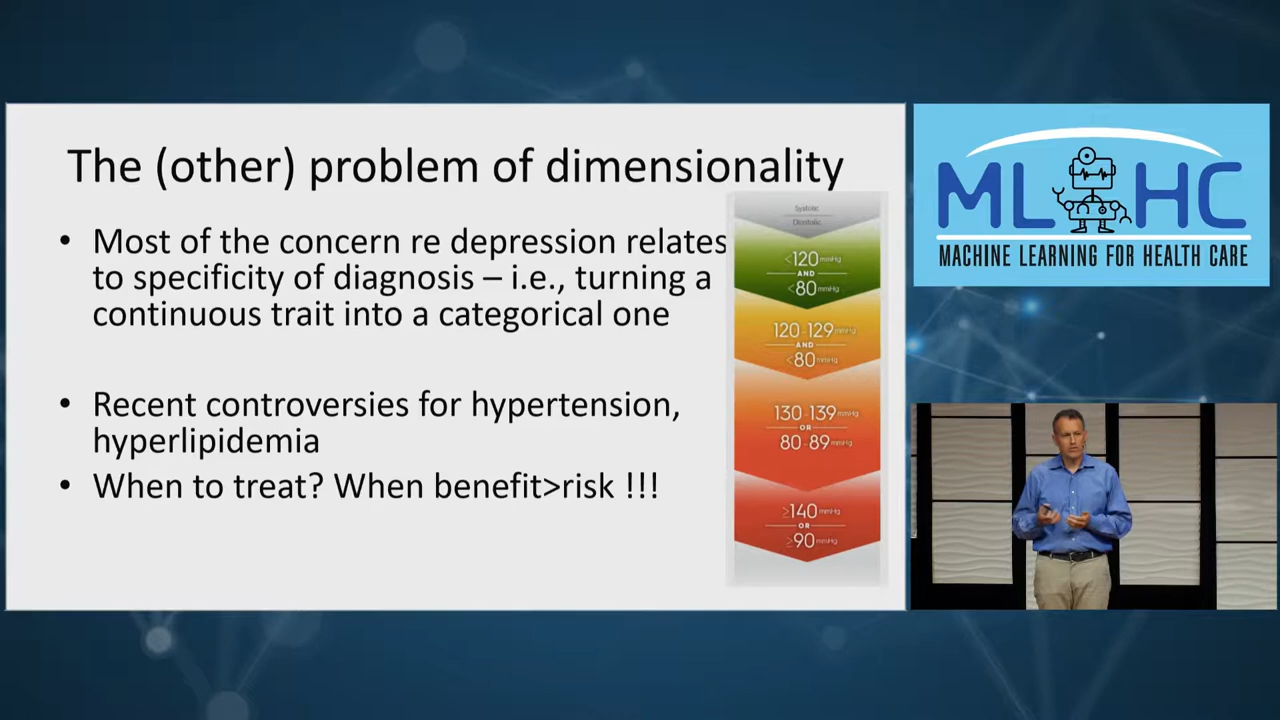 The (other) problem of dimensionality
• Most of the concern re depression relates
to specificity of diagnosis – i.e., turning a
continuous trait into a categorical one
• Recent controversies for hypertension,
hyperlipidemia
• When to treat? When benefit>risk !!!
Systolic
Diastolic
<120 mmHg
AND
<80 mmHg
120-129 mmHg
AND
<80 mmHg
130-139 mmHg
OR
80-89 mmHg
≥140 mmHg
OR
≥90 mmHg
ML HC
MACHINE LEARNING FOR HEALTH CARE